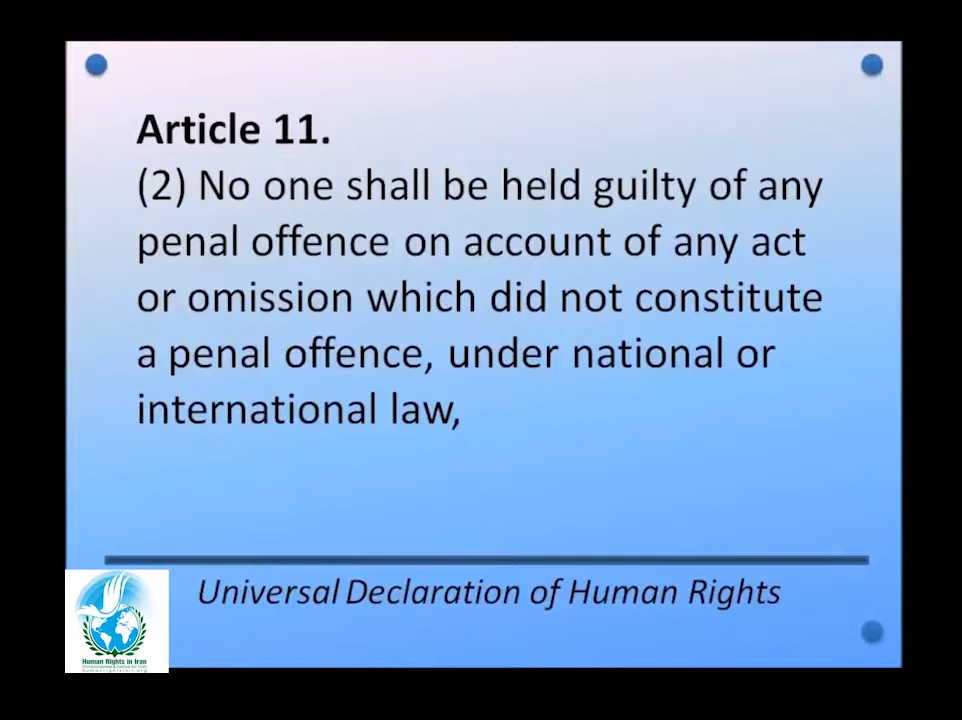 Article 11.
(2) No one shall be held guilty of any
penal offence on account of any act
or omission which did not constitute
a penal offence, under national or
international law,
Universal Declaration of Human Rights
Human Rights in Iran